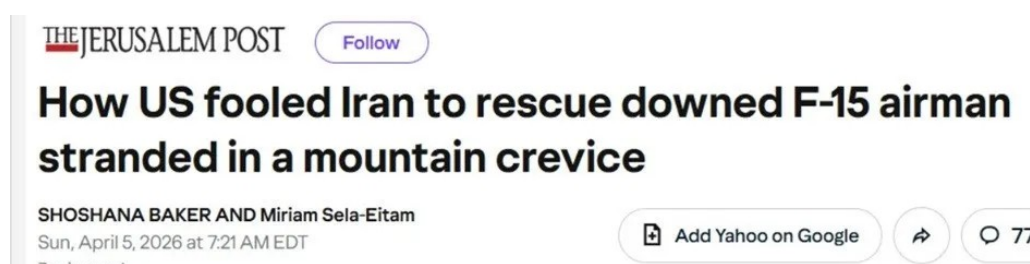 THE JERUSALEM POST
Follow
How US fooled Iran to rescue downed F-15 airman
stranded in a mountain crevice
SHOSHANA BAKER AND Miriam Sela-Eitam
Add Yahoo on Google
77
Sun, April 5, 2026 at 7:21 AM EDT